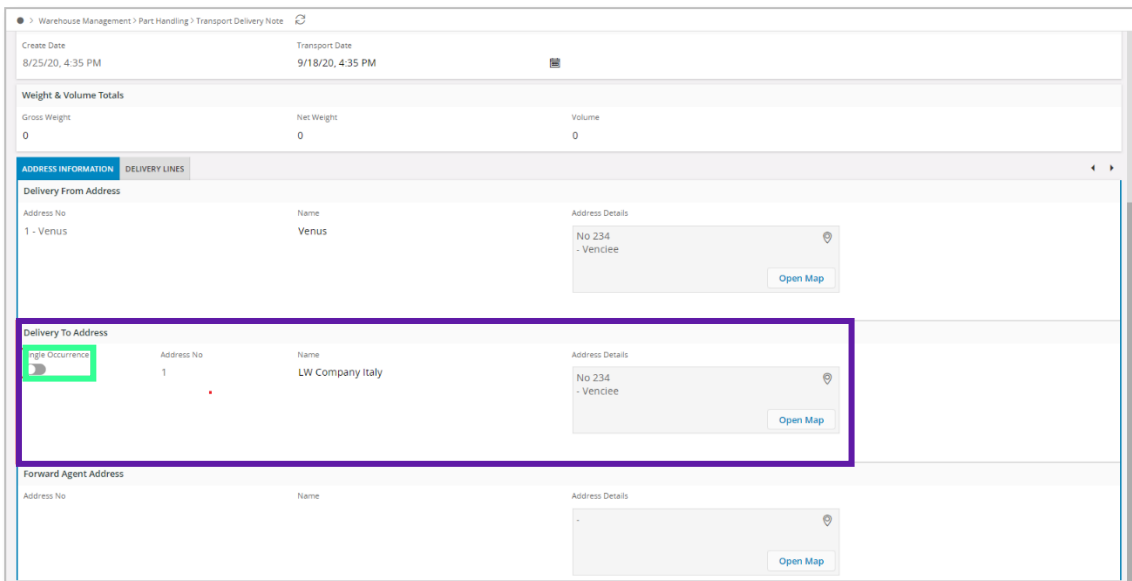 Warehouse Management > Part Handling > Transport Delivery Note
Create Date Transport Date
8/25/20, 4:35 PM 9/18/20, 4:35 PM
Weight & Volume Totals
Gross Weight Net Weight Volume
0 0 0
ADDRESS INFORMATION DELIVERY LINES
Delivery From Address
Address No Name Address Details
1 - Venus Venus No 234
- Venciee
Open Map
Delivery To Address
ngle Occurrence Address No Name Address Details
1 LW Company Italy No 234
- Venciee
Open Map
Forward Agent Address
Address No Name Address Details
-
Open Map